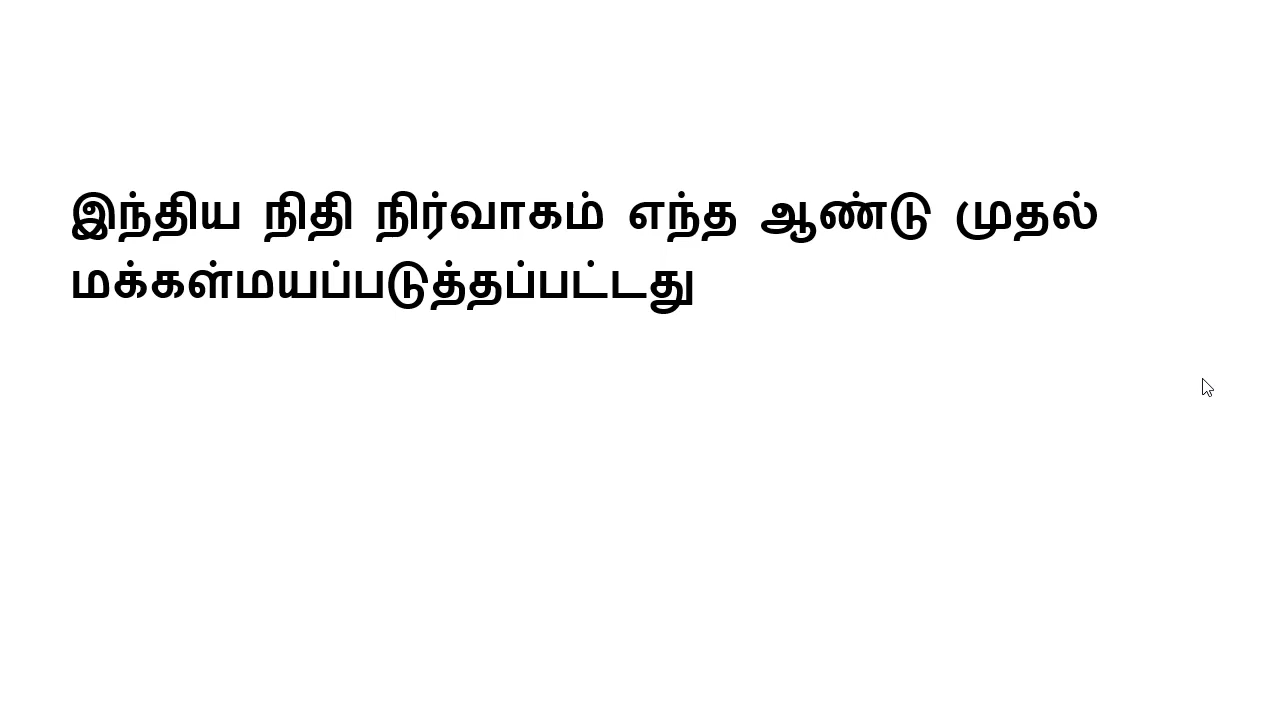 இந்திய நிதி நிர்வாகம் எந்த ஆண்டு முதல்
மக்கள்மயப்படுத்தப்பட்டது